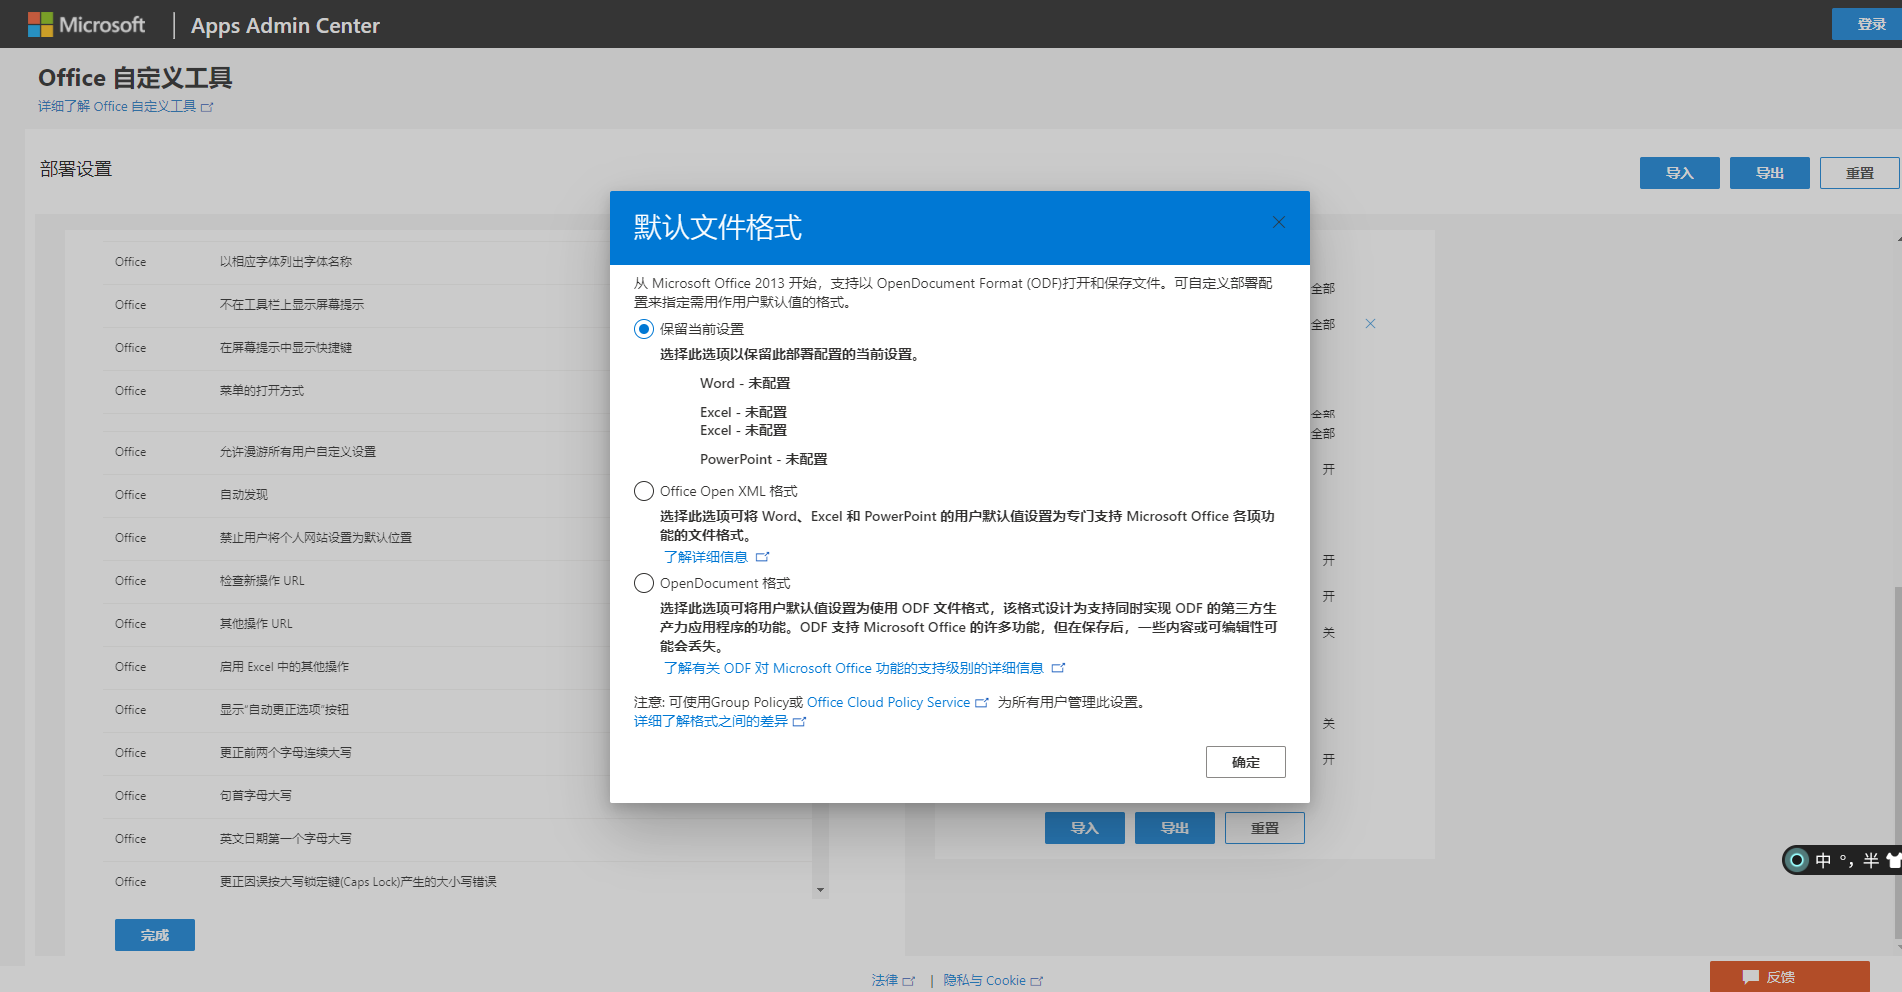 Microsoft | Apps Admin Center
登录
Office 自定义工具
详细了解 Office 自定义工具
部署设置
导入 导出 重置
Office 以相应字体列出字体名称
Office 不在工具栏上显示屏幕提示
Office 在屏幕提示中显示快捷键
Office 菜单的打开方式
Office 允许漫游所有用户自定义设置
Office 自动发现
Office 禁止用户将个人网站设置为默认位置
Office 检查新操作 URL
Office 其他操作 URL
Office 启用 Excel 中的其他操作
Office 显示“自动更正选项”按钮
Office 更正前两个字母连续大写
Office 句首字母大写
Office 英文日期第一个字母大写
Office 更正因误按大写锁定键(Caps Lock)产生的大小写错误
完成
默认文件格式
从 Microsoft Office 2013 开始，支持以 OpenDocument Format (ODF)打开和保存文件。可自定义部署配
置来指定需用作用户默认值的格式。
保留当前设置
选择此选项以保留此部署配置的当前设置。
Word - 未配置
Excel - 未配置
Excel - 未配置
PowerPoint - 未配置
Office Open XML 格式
选择此选项可将 Word、Excel 和 PowerPoint 的用户默认值设置为专门支持 Microsoft Office 各项功
能的文件格式。
了解详细信息
OpenDocument 格式
选择此选项可将用户默认值设置为使用 ODF 文件格式，该格式设计为支持同时实现 ODF 的第三方生
产力应用程序的功能。ODF 支持 Microsoft Office 的许多功能，但在保存后，一些内容或可编辑性可
能会丢失。
了解有关 ODF 对 Microsoft Office 功能的支持级别的详细信息
注意: 可使用Group Policy或 Office Cloud Policy Service 为所有用户管理此设置。
详细了解格式之间的差异
确定
全部
全部
全部
全部
开
开
开
关
关
开
导入 导出 重置
中 °, 半
法律 | 隐私与 Cookie
反馈